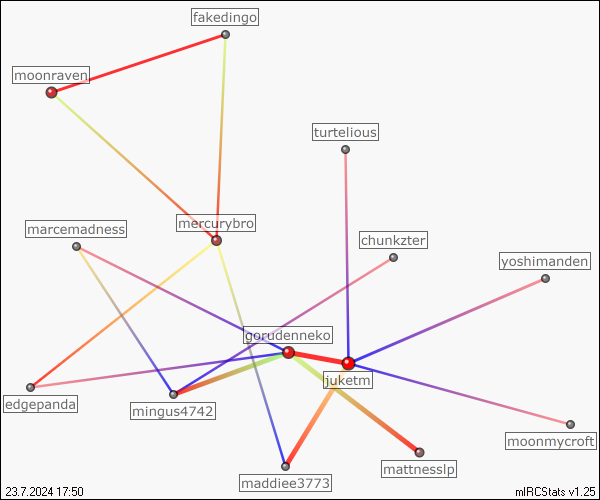 fakedingo
moonraven
turtelious
mercurybro
marcemadness
chunkzter
yoshimanden
gorudenneko
juketm
edgepanda
mingus4742
moonmycroft
mattnesslp
maddiee3773
23.7.2024 17:50
mIRCStats v1.25